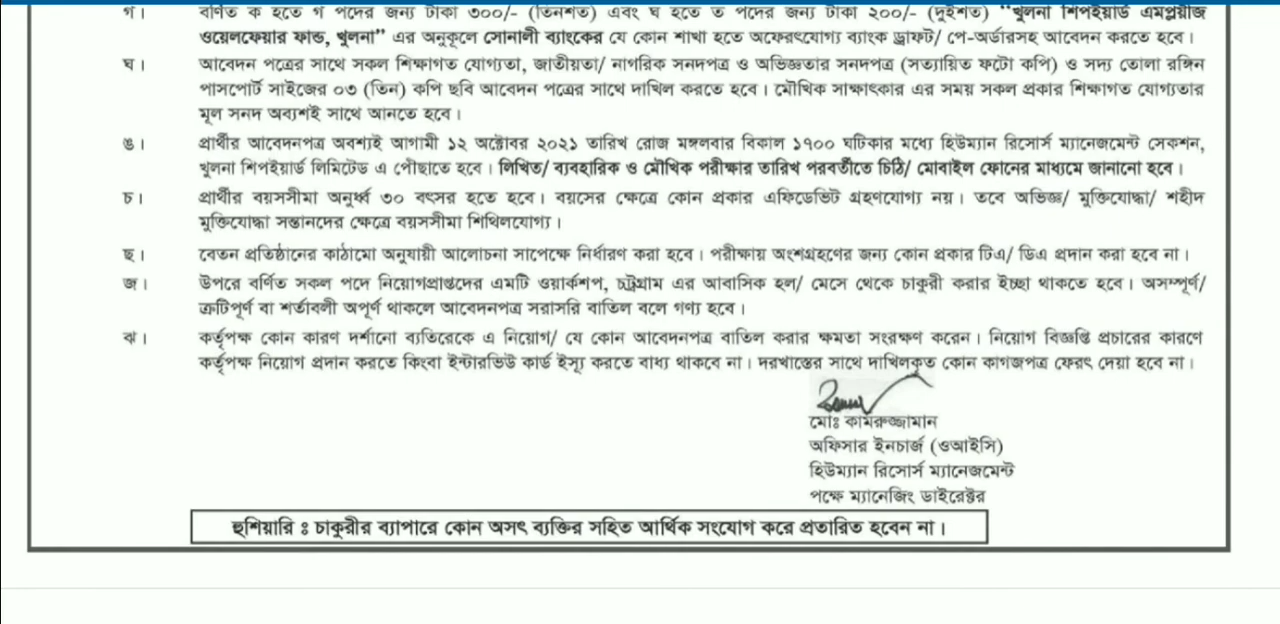 গ। বর্ণিত ক হতে গ পদের জন্য টাকা ৩০০/- (তিনশত) এবং ঘ হতে ত পদের জন্য টাকা ২০০/- (দুইশত) “খুলনা শিপইয়ার্ড এমপ্লয়ীজ
ওয়েলফেয়ার ফান্ড, খুলনা” এর অনুকূলে সোনালী ব্যাংকের যে কোন শাখা হতে অফেরৎযোগ্য ব্যাংক ড্রাফট/ পে-অর্ডারসহ আবেদন করতে হবে।
ঘ। আবেদন পত্রের সাথে সকল শিক্ষাগত যোগ্যতা, জাতীয়তা/ নাগরিক সনদপত্র ও অভিজ্ঞতার সনদপত্র (সত্যায়িত ফটো কপি) ও সদ্য তোলা রঙ্গিন
পাসপোর্ট সাইজের ০৩ (তিন) কপি ছবি আবেদন পত্রের সাথে দাখিল করতে হবে। মৌখিক সাক্ষাৎকার এর সময় সকল প্রকার শিক্ষাগত যোগ্যতার
মূল সনদ অব্যশই সাথে আনতে হবে।
ঙ। প্রার্থীর আবেদনপত্র অবশ্যই আগামী ১২ অক্টোবর ২০২১ তারিখ রোজ মঙ্গলবার বিকাল ১৭০০ ঘটিকার মধ্যে হিউম্যান রিসোর্স ম্যানেজমেন্ট সেকশন,
খুলনা শিপইয়ার্ড লিমিটেড এ পৌঁছাতে হবে। লিখিত/ ব্যবহারিক ও মৌখিক পরীক্ষার তারিখ পরবর্তীতে চিঠি/ মোবাইল ফোনের মাধ্যমে জানানো হবে।
চ। প্রার্থীর বয়সসীমা অনুর্ধ্ব ৩০ বৎসর হতে হবে। বয়সের ক্ষেত্রে কোন প্রকার এফিডেভিট গ্রহণযোগ্য নয়। তবে অভিজ্ঞ/ মুক্তিযোদ্ধা/ শহীদ
মুক্তিযোদ্ধা সন্তানদের ক্ষেত্রে বয়সসীমা শিথিলযোগ্য।
ছ। বেতন প্রতিষ্ঠানের কাঠামো অনুযায়ী আলোচনা সাপেক্ষে নির্ধারণ করা হবে। পরীক্ষায় অংশগ্রহণের জন্য কোন প্রকার টিএ/ ডিএ প্রদান করা হবে না।
জ। উপরে বর্ণিত সকল পদে নিয়োগপ্রাপ্তদের এমটি ওয়ার্কশপ, চট্রগ্রাম এর আবাসিক হল/ মেসে থেকে চাকুরী করার ইচ্ছা থাকতে হবে। অসম্পূর্ণ/
ত্রুটিপূর্ণ বা শর্তাবলী অপূর্ণ থাকলে আবেদনপত্র সরাসরি বাতিল বলে গণ্য হবে।
ঝ। কর্তৃপক্ষ কোন কারণ দর্শানো ব্যতিরেকে এ নিয়োগ/ যে কোন আবেদনপত্র বাতিল করার ক্ষমতা সংরক্ষণ করেন। নিয়োগ বিজ্ঞপ্তি প্রচারের কারণে
কর্তৃপক্ষ নিয়োগ প্রদান করতে কিংবা ইন্টারভিউ কার্ড ইস্যু করতে বাধ্য থাকবে না। দরখাস্তের সাথে দাখিলকৃত কোন কাগজপত্র ফেরৎ দেয়া হবে না।
মোঃ কামরুজ্জামান
অফিসার ইনচার্জ (ওআইসি)
হিউম্যান রিসোর্স ম্যানেজমেন্ট
পক্ষে ম্যানেজিং ডাইরেক্টর
হুশিয়ারি ঃ চাকুরীর ব্যাপারে কোন অসৎ ব্যক্তির সহিত আর্থিক সংযোগ করে প্রতারিত হবেন না।